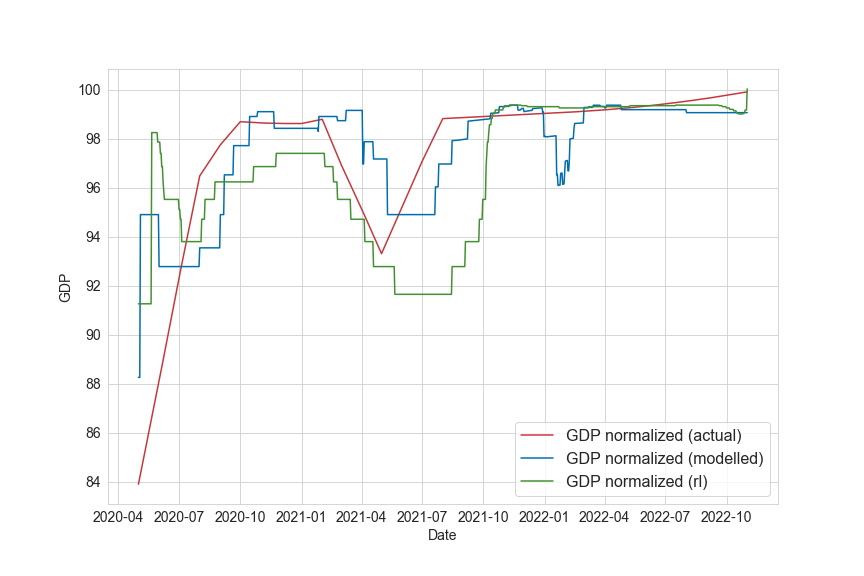 100
98
96
94
92
90
88
86
84
GDP
GDP normalized (actual)
GDP normalized (modelled)
GDP normalized (rl)
2020-04 2020-07 2020-10 2021-01 2021-04 2021-07 2021-10 2022-01 2022-04 2022-07 2022-10
Date